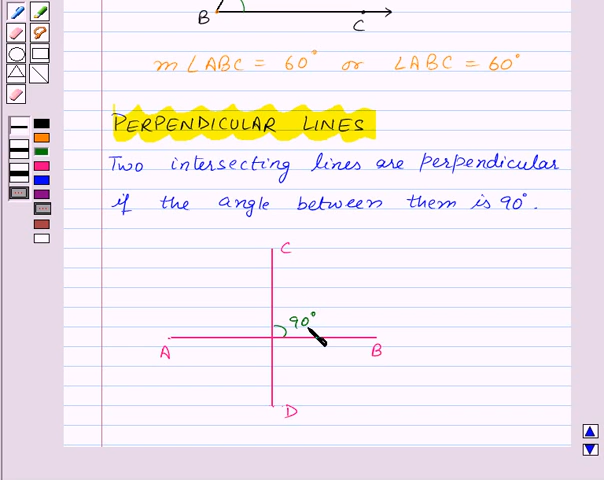 B
C
m∠ABC = 60° or ∠ABC = 60°
PERPENDICULAR LINES
Two intersecting lines are perpendicular
if the angle between them is 90°.
C
90°
A
B
D